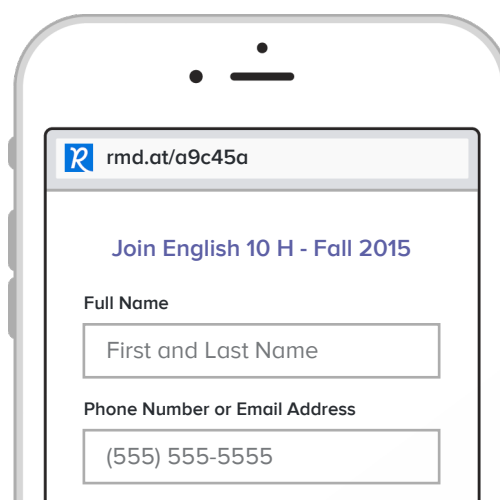 rmd.at/a9c45a
Join English 10 H - Fall 2015
Full Name
First and Last Name
Phone Number or Email Address
(555) 555-5555